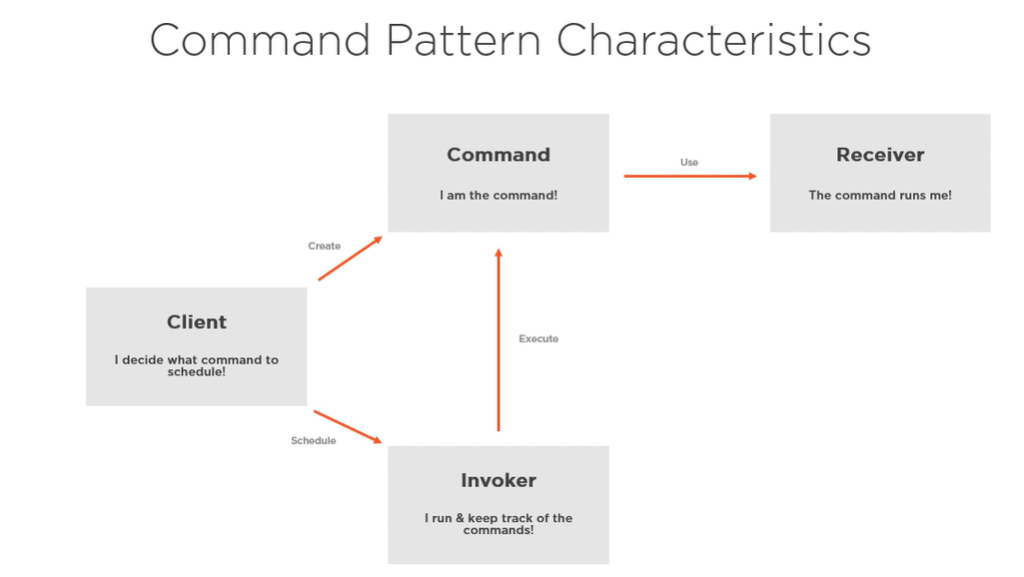 Command Pattern Characteristics
Command
I am the command!
Use
Receiver
The command runs me!
Create
Client
I decide what command to
schedule!
Execute
Schedule
Invoker
I run & keep track of the
commands!